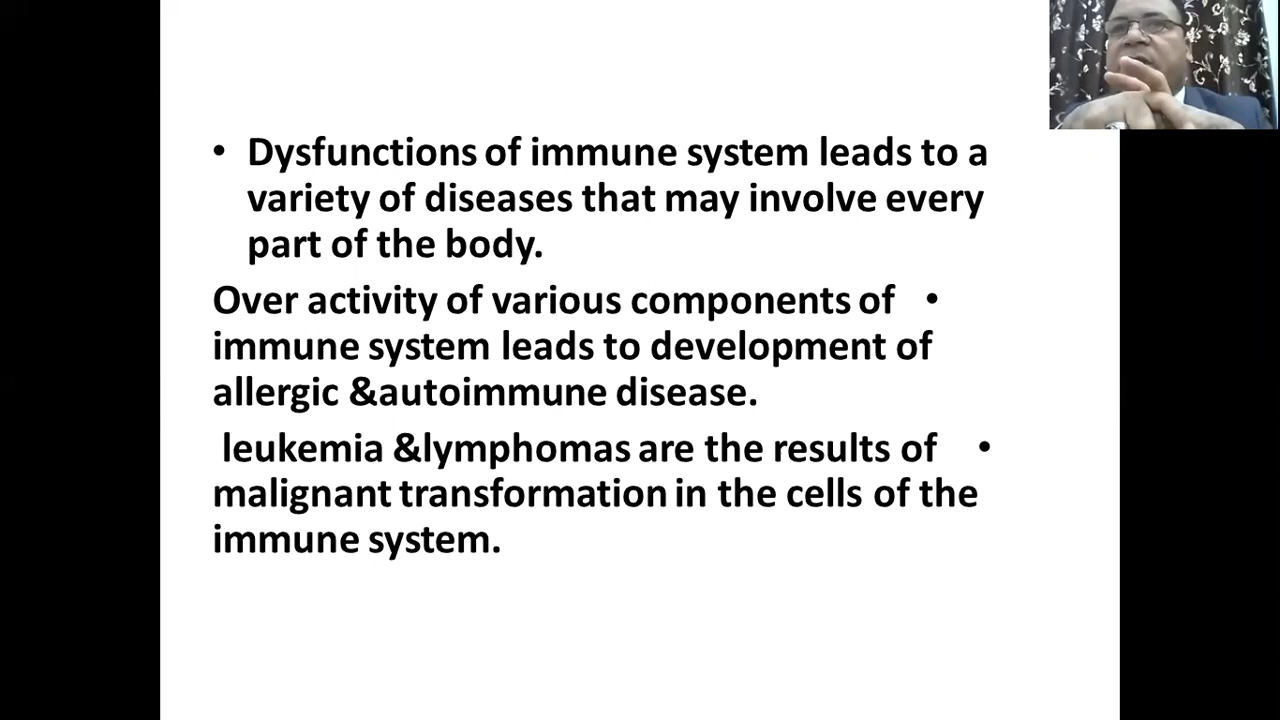 • Dysfunctions of immune system leads to a
variety of diseases that may involve every
part of the body.
Over activity of various components of •
immune system leads to development of
allergic &autoimmune disease.
leukemia &lymphomas are the results of •
malignant transformation in the cells of the
immune system.